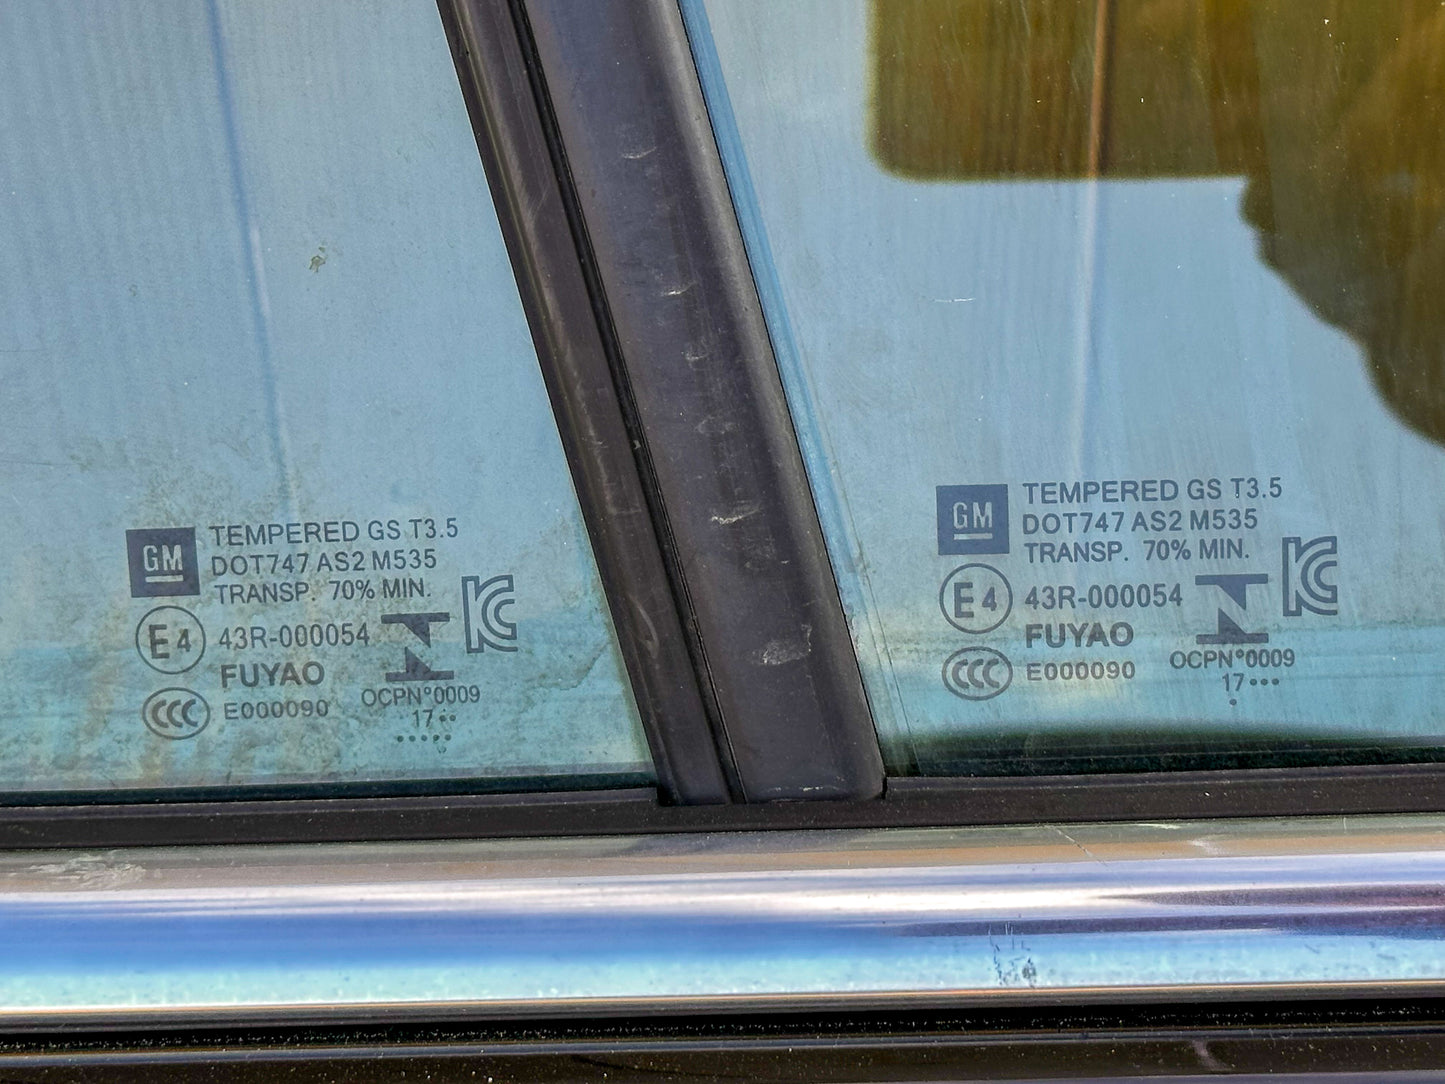 GM
TEMPERED GS T3.5
DOT747 AS2 M535
TRANSP. 70% MIN.
E4 43R-000054
FUYAO
CCC E000090
OCPN°0009
17••
•••••
KC
GM
TEMPERED GS T3.5
DOT747 AS2 M535
TRANSP. 70% MIN.
E4 43R-000054
FUYAO
CCC E000090
OCPN°0009
17•••
•
KC